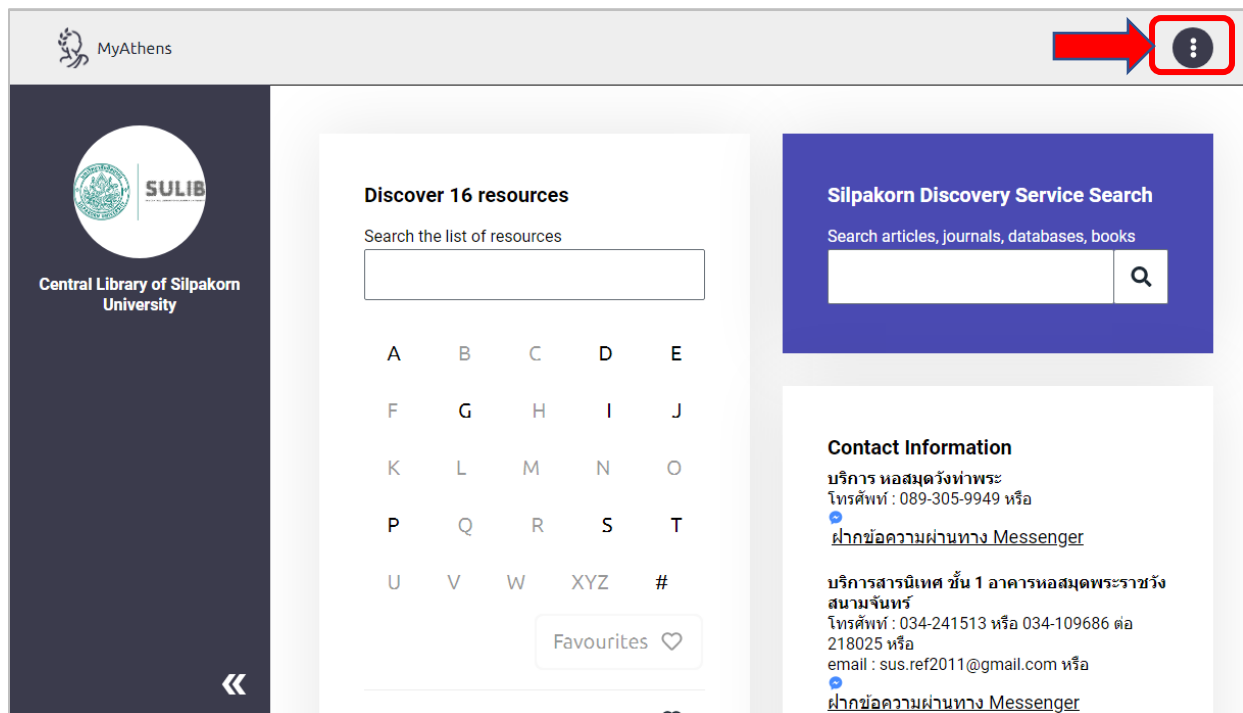 MyAthens
SULIB
Central Library of Silpakorn
University
Discover 16 resources
Search the list of resources
A B C D E
F G H I J
K L M N O
P Q R S T
U V W XYZ #
Favourites
Silpakorn Discovery Service Search
Search articles, journals, databases, books
Contact Information
บริการ หอสมุดวังท่าพระ
โทรศัพท์ : 089-305-9949 หรือ
ฝากข้อความผ่านทาง Messenger
บริการสารนิเทศ ชั้น 1 อาคารหอสมุดพระราชวัง
สนามจันทร์
โทรศัพท์ : 034-241513 หรือ 034-109686 ต่อ
218025 หรือ
email : sus.ref2011@gmail.com หรือ
ฝากข้อความผ่านทาง Messenger